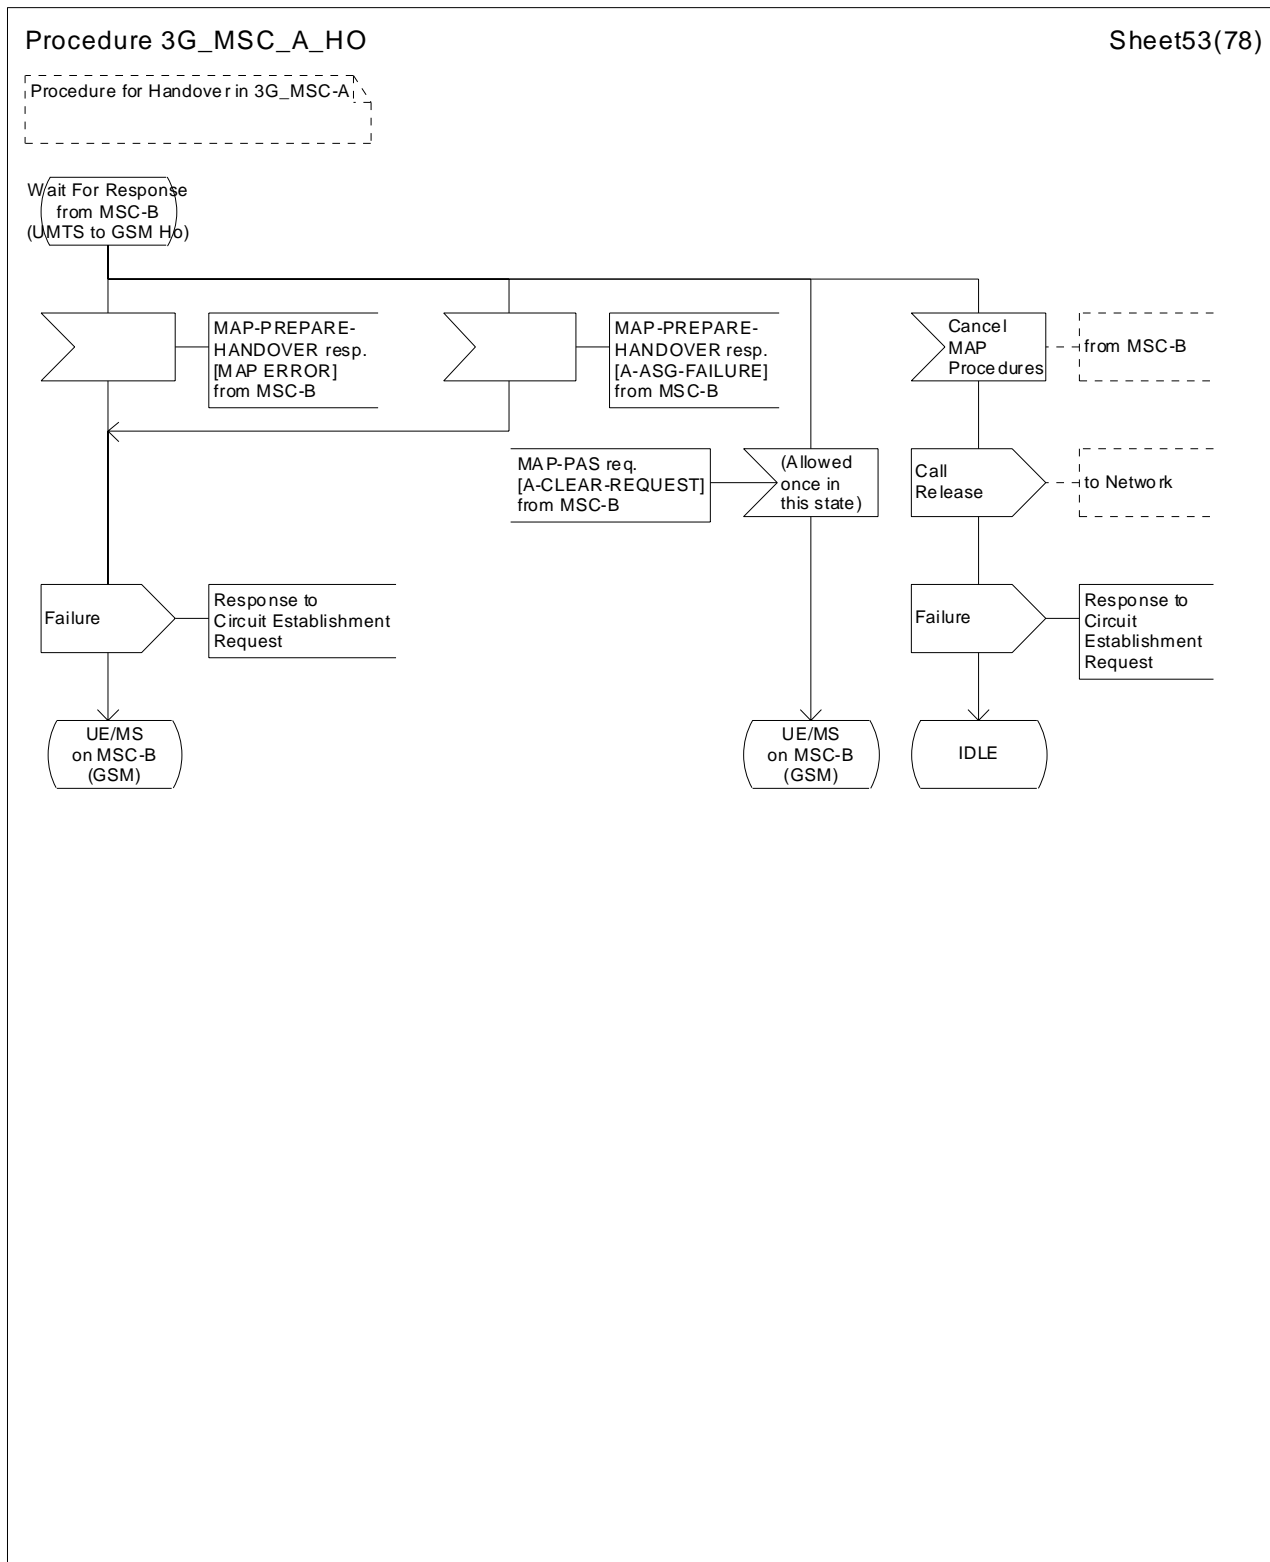 Procedure 3G_MSC_A_HO
Sheet53(78)
Procedure for Handover in 3G_MSC-A
Wait For Response
from MSC-B
(UMTS to GSM Ho)
MAP-PREPARE-
HANDOVER resp.
[MAP ERROR]
from MSC-B
MAP-PREPARE-
HANDOVER resp.
[A-ASG-FAILURE]
from MSC-B
Cancel
MAP
Procedures
from MSC-B
MAP-PAS req.
[A-CLEAR-REQUEST]
from MSC-B
(Allowed
once in
this state)
Call
Release
to Network
Failure
Response to
Circuit Establishment
Request
Failure
Response to
Circuit
Establishment
Request
UE/MS
on MSC-B
(GSM)
UE/MS
on MSC-B
(GSM)
IDLE